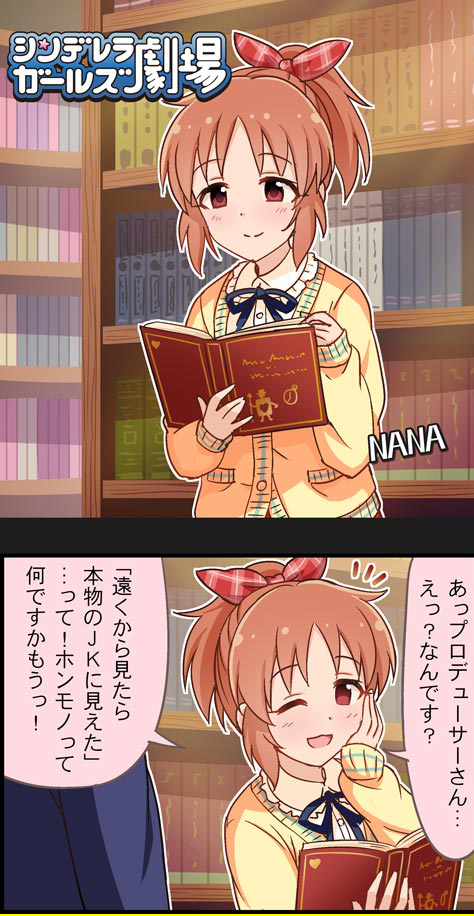 シンデレラ
ガールズ劇場
NANA
あっプロデューサーさん…
えっ？なんです？
「遠くから見たら
本物のＪＫに見えた」
…って！ホンモノって
何ですかもうっ！